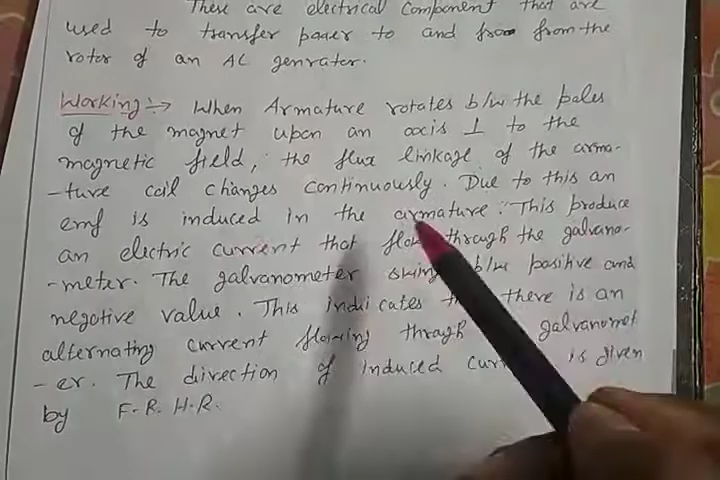 These are electrical component that are
used to transfer power to and from from the
rotor of an AC genrator.
Working :→ When Armature rotates b/w the poles
of the magnet upon an axis ⊥ to the
magnetic field, the flux linkage of the arma-
-ture coil changes continuously. Due to this an
emf is induced in the armature. This produce
an electric current that flow through the galvano-
-meter. The galvanometer swing b/w positive and
negotive value. This indicates there is an
alternating current flowing through galvanomet
-er. The direction of induced is given
by F.R.H.R.